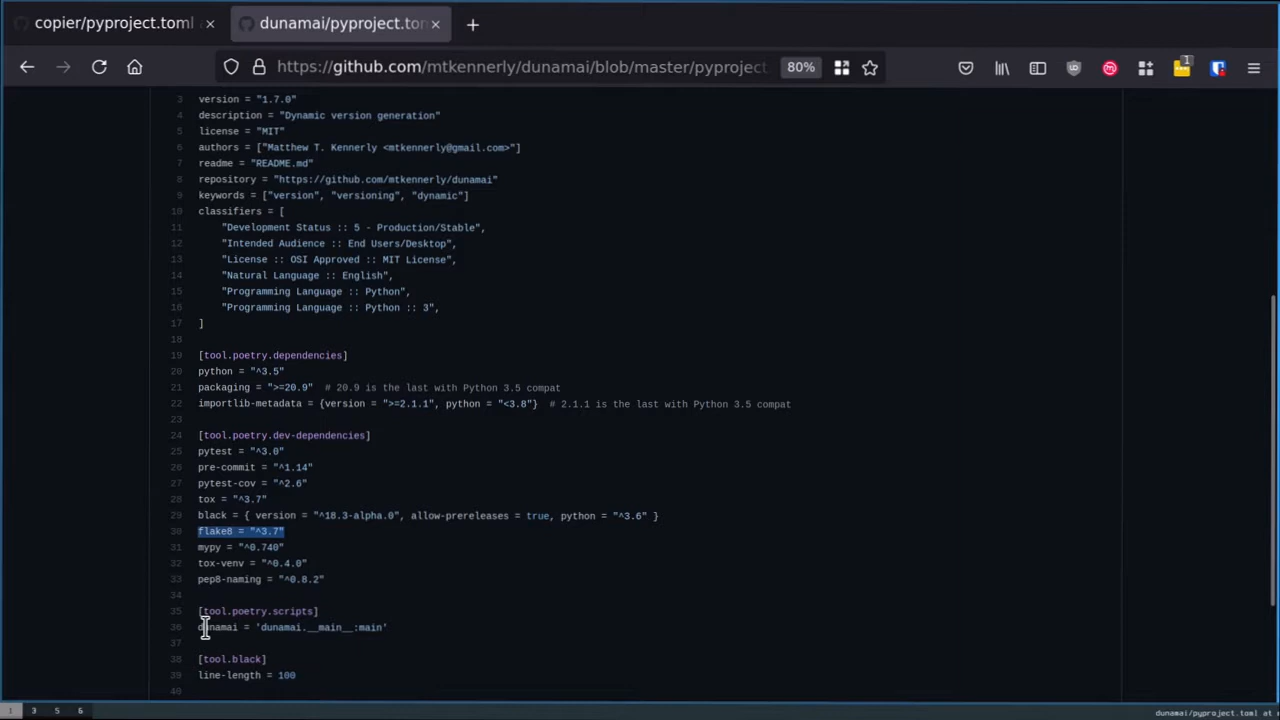 copier/pyproject.toml
dunamai/pyproject.ton
https://github.com/mtkennerly/dunamai/blob/master/pyproject.
80%
1
3 version = "1.7.0"
4 description = "Dynamic version generation"
5 license = "MIT"
6 authors = ["Matthew T. Kennerly <mtkennerly@gmail.com>"]
7 readme = "README.md"
8 repository = "https://github.com/mtkennerly/dunamai"
9 keywords = ["version", "versioning", "dynamic"]
10 classifiers = [
11 "Development Status :: 5 - Production/Stable",
12 "Intended Audience :: End Users/Desktop",
13 "License :: OSI Approved :: MIT License",
14 "Natural Language :: English",
15 "Programming Language :: Python",
16 "Programming Language :: Python :: 3",
17 ]
18
19 [tool.poetry.dependencies]
20 python = "^3.5"
21 packaging = ">=20.9" # 20.9 is the last with Python 3.5 compat
22 importlib-metadata = {version = ">=2.1.1", python = "<3.8"} # 2.1.1 is the last with Python 3.5 compat
23
24 [tool.poetry.dev-dependencies]
25 pytest = "^3.0"
26 pre-commit = "^1.14"
27 pytest-cov = "^2.6"
28 tox = "^3.7"
29 black = { version = "^18.3-alpha.0", allow-prereleases = true, python = "^3.6" }
30 flake8 = "^3.7"
31 mypy = "^0.740"
32 tox-venv = "^0.4.0"
33 pep8-naming = "^0.8.2"
34
35 [tool.poetry.scripts]
36 dunamai = 'dunamai.__main__:main'
37
38 [tool.black]
39 line-length = 100
40
1 3 5 6
dunamai/pyproject.toml at